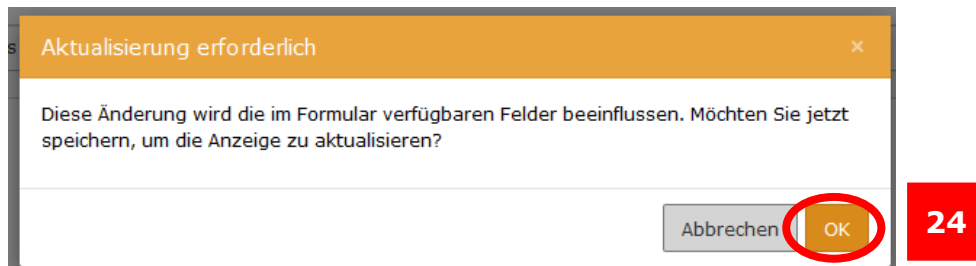 s
Aktualisierung erforderlich ×
Diese Änderung wird die im Formular verfügbaren Felder beeinflussen. Möchten Sie jetzt
speichern, um die Anzeige zu aktualisieren?
Abbrechen OK 24